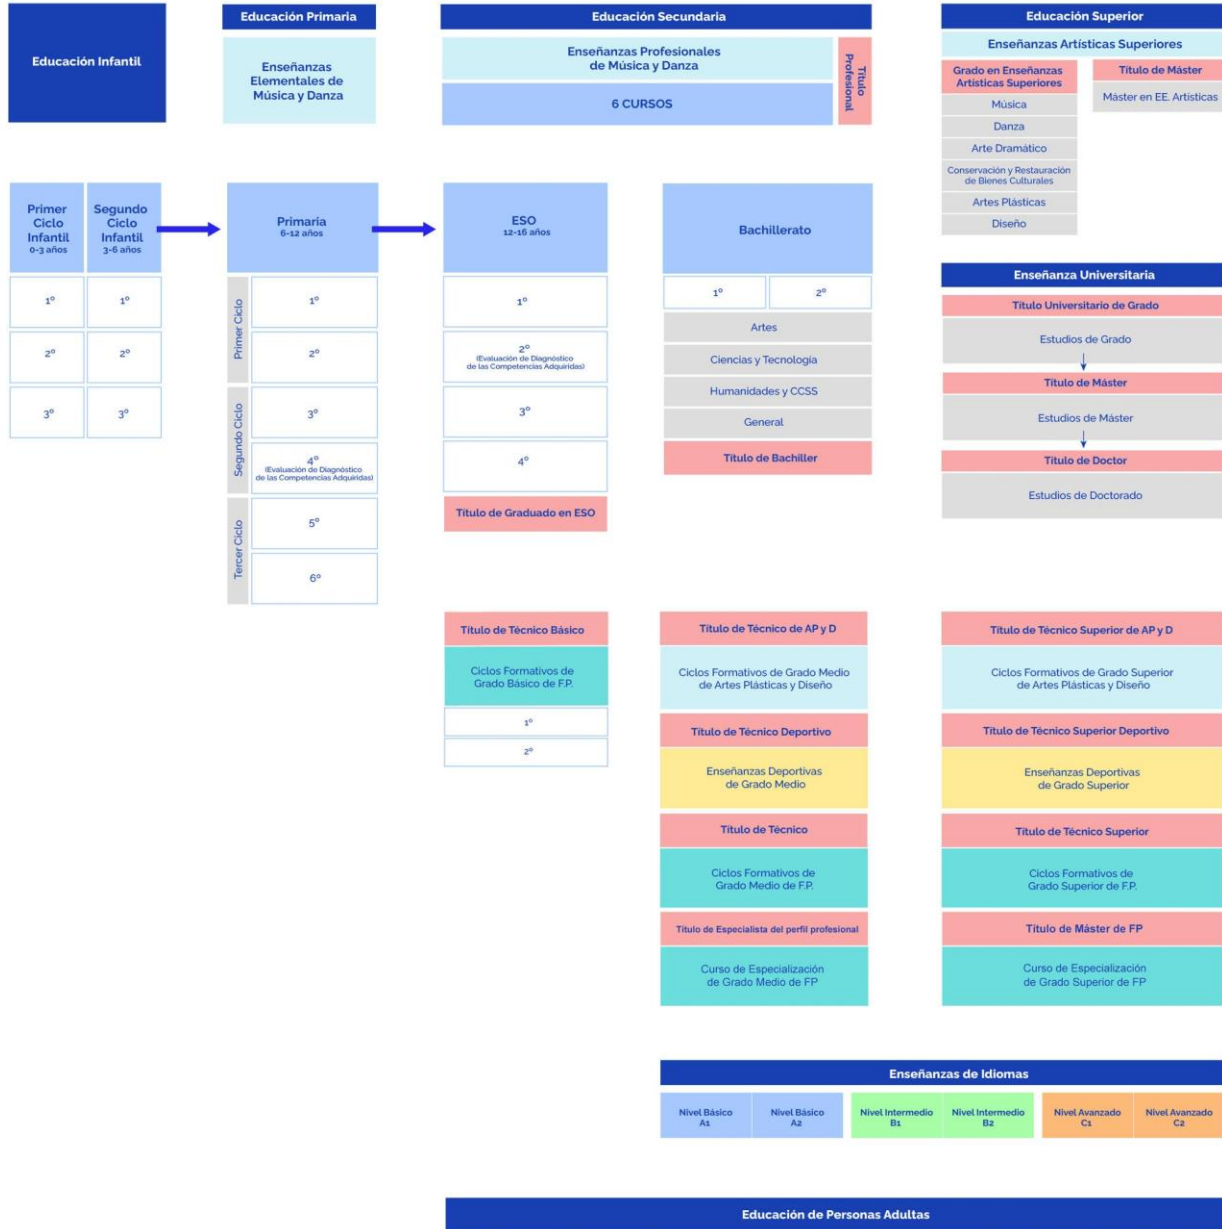 Educación Infantil
Educación Primaria
Enseñanzas
Elementales de
Música y Danza
Educación Secundaria
Enseñanzas Profesionales
de Música y Danza
6 CURSOS
Título
Profesional
Educación Superior
Enseñanzas Artísticas Superiores
Grado en Enseñanzas
Artísticas Superiores
Música
Danza
Arte Dramático
Conservación y Restauración
de Bienes Culturales
Artes Plásticas
Diseño
Título de Máster
Máster en EE. Artísticas
Primer
Ciclo
Infantil
0-3 años
1º
2º
3º
Segundo
Ciclo
Infantil
3-6 años
1º
2º
3º
Primaria
6-12 años
Primer Ciclo
1º
2º
Segundo Ciclo
3º
4º
(Evaluación de Diagnóstico
de las Competencias Adquiridas)
Tercer Ciclo
5º
6º
ESO
12-16 años
1º
2º
(Evaluación de Diagnóstico
de las Competencias Adquiridas)
3º
4º
Título de Graduado en ESO
Bachillerato
1º
2º
Artes
Ciencias y Tecnología
Humanidades y CCSS
General
Título de Bachiller
Enseñanza Universitaria
Título Universitario de Grado
Estudios de Grado
Título de Máster
Estudios de Máster
Título de Doctor
Estudios de Doctorado
Título de Técnico Básico
Ciclos Formativos de
Grado Básico de F.P.
1º
2º
Título de Técnico de AP y D
Ciclos Formativos de Grado Medio
de Artes Plásticas y Diseño
Título de Técnico Deportivo
Enseñanzas Deportivas
de Grado Medio
Título de Técnico
Ciclos Formativos de
Grado Medio de F.P.
Título de Especialista del perfil profesional
Curso de Especialización
de Grado Medio de FP
Título de Técnico Superior de AP y D
Ciclos Formativos de Grado Superior
de Artes Plásticas y Diseño
Título de Técnico Superior Deportivo
Enseñanzas Deportivas
de Grado Superior
Título de Técnico Superior
Ciclos Formativos de
Grado Superior de F.P.
Título de Máster de FP
Curso de Especialización
de Grado Superior de FP
Enseñanzas de Idiomas
Nivel Básico
A1
Nivel Básico
A2
Nivel Intermedio
B1
Nivel Intermedio
B2
Nivel Avanzado
C1
Nivel Avanzado
C2
Educación de Personas Adultas